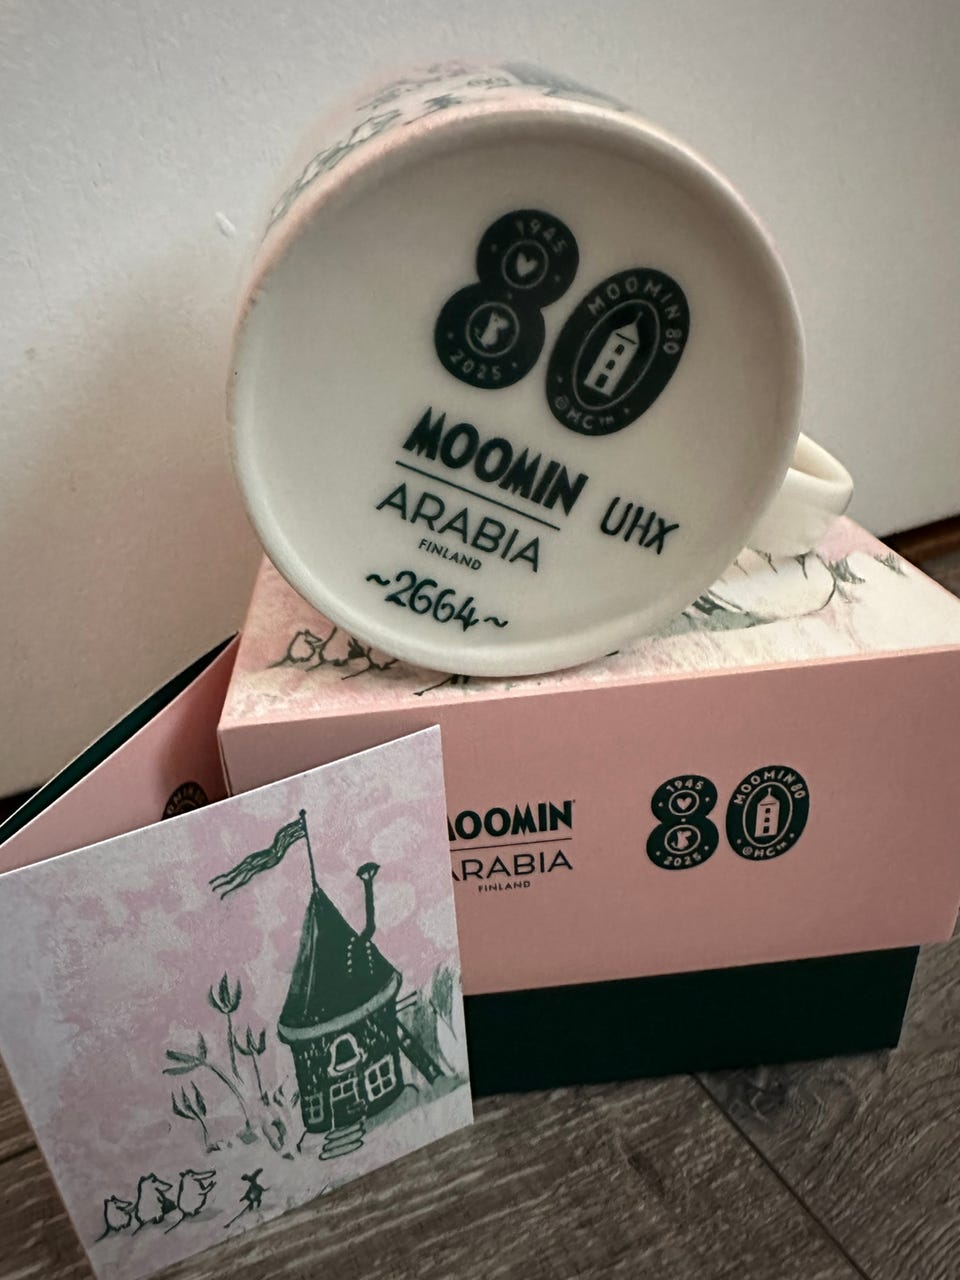 1945
2025
MOOMIN 80
©MC™
MOOMIN
ARABIA
FINLAND
UHX
~2664~
MOOMIN
ARABIA
FINLAND
1945
2025
MOOMIN 80
©MC™